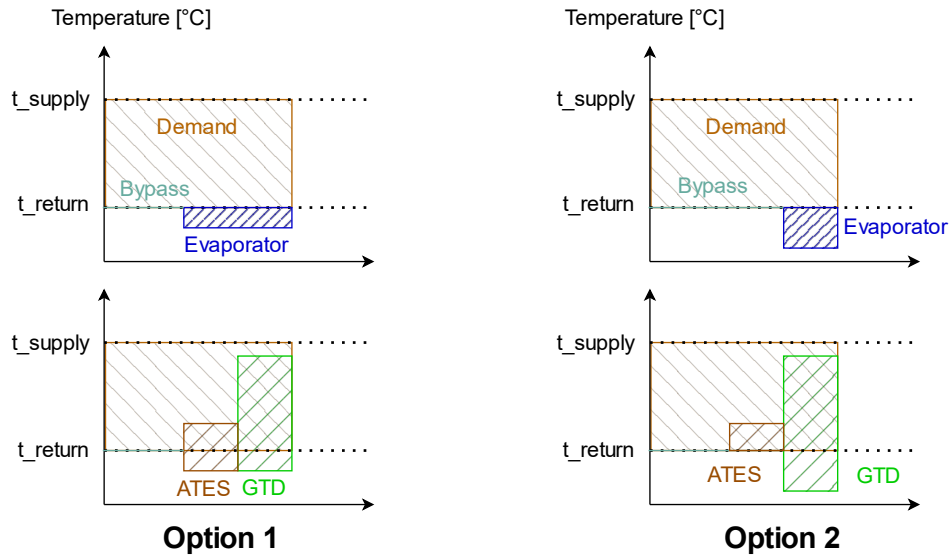 Temperature [°C]
t_supply
Demand
Bypass
t_return
Evaporator
t_supply
t_return
ATES
GTD
Option 1
Temperature [°C]
t_supply
Demand
Bypass
t_return
Evaporator
t_supply
t_return
ATES
GTD
Option 2